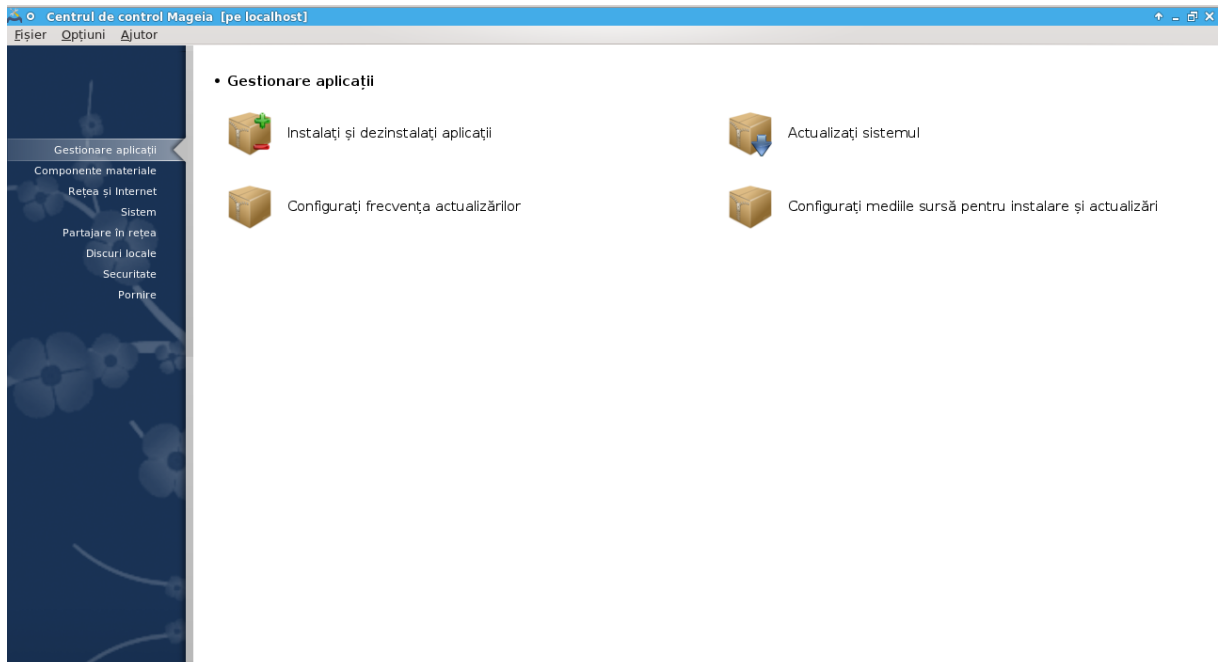 Centrul de control Mageia [pe localhost]
Fișier Opțiuni Ajutor
Gestionare aplicații
Componente materiale
Rețea și Internet
Sistem
Partajare în rețea
Discuri locale
Securitate
Pornire
• Gestionare aplicații
Instalați și dezinstalați aplicații
Actualizați sistemul
Configurați frecvența actualizărilor
Configurați mediile sursă pentru instalare și actualizări